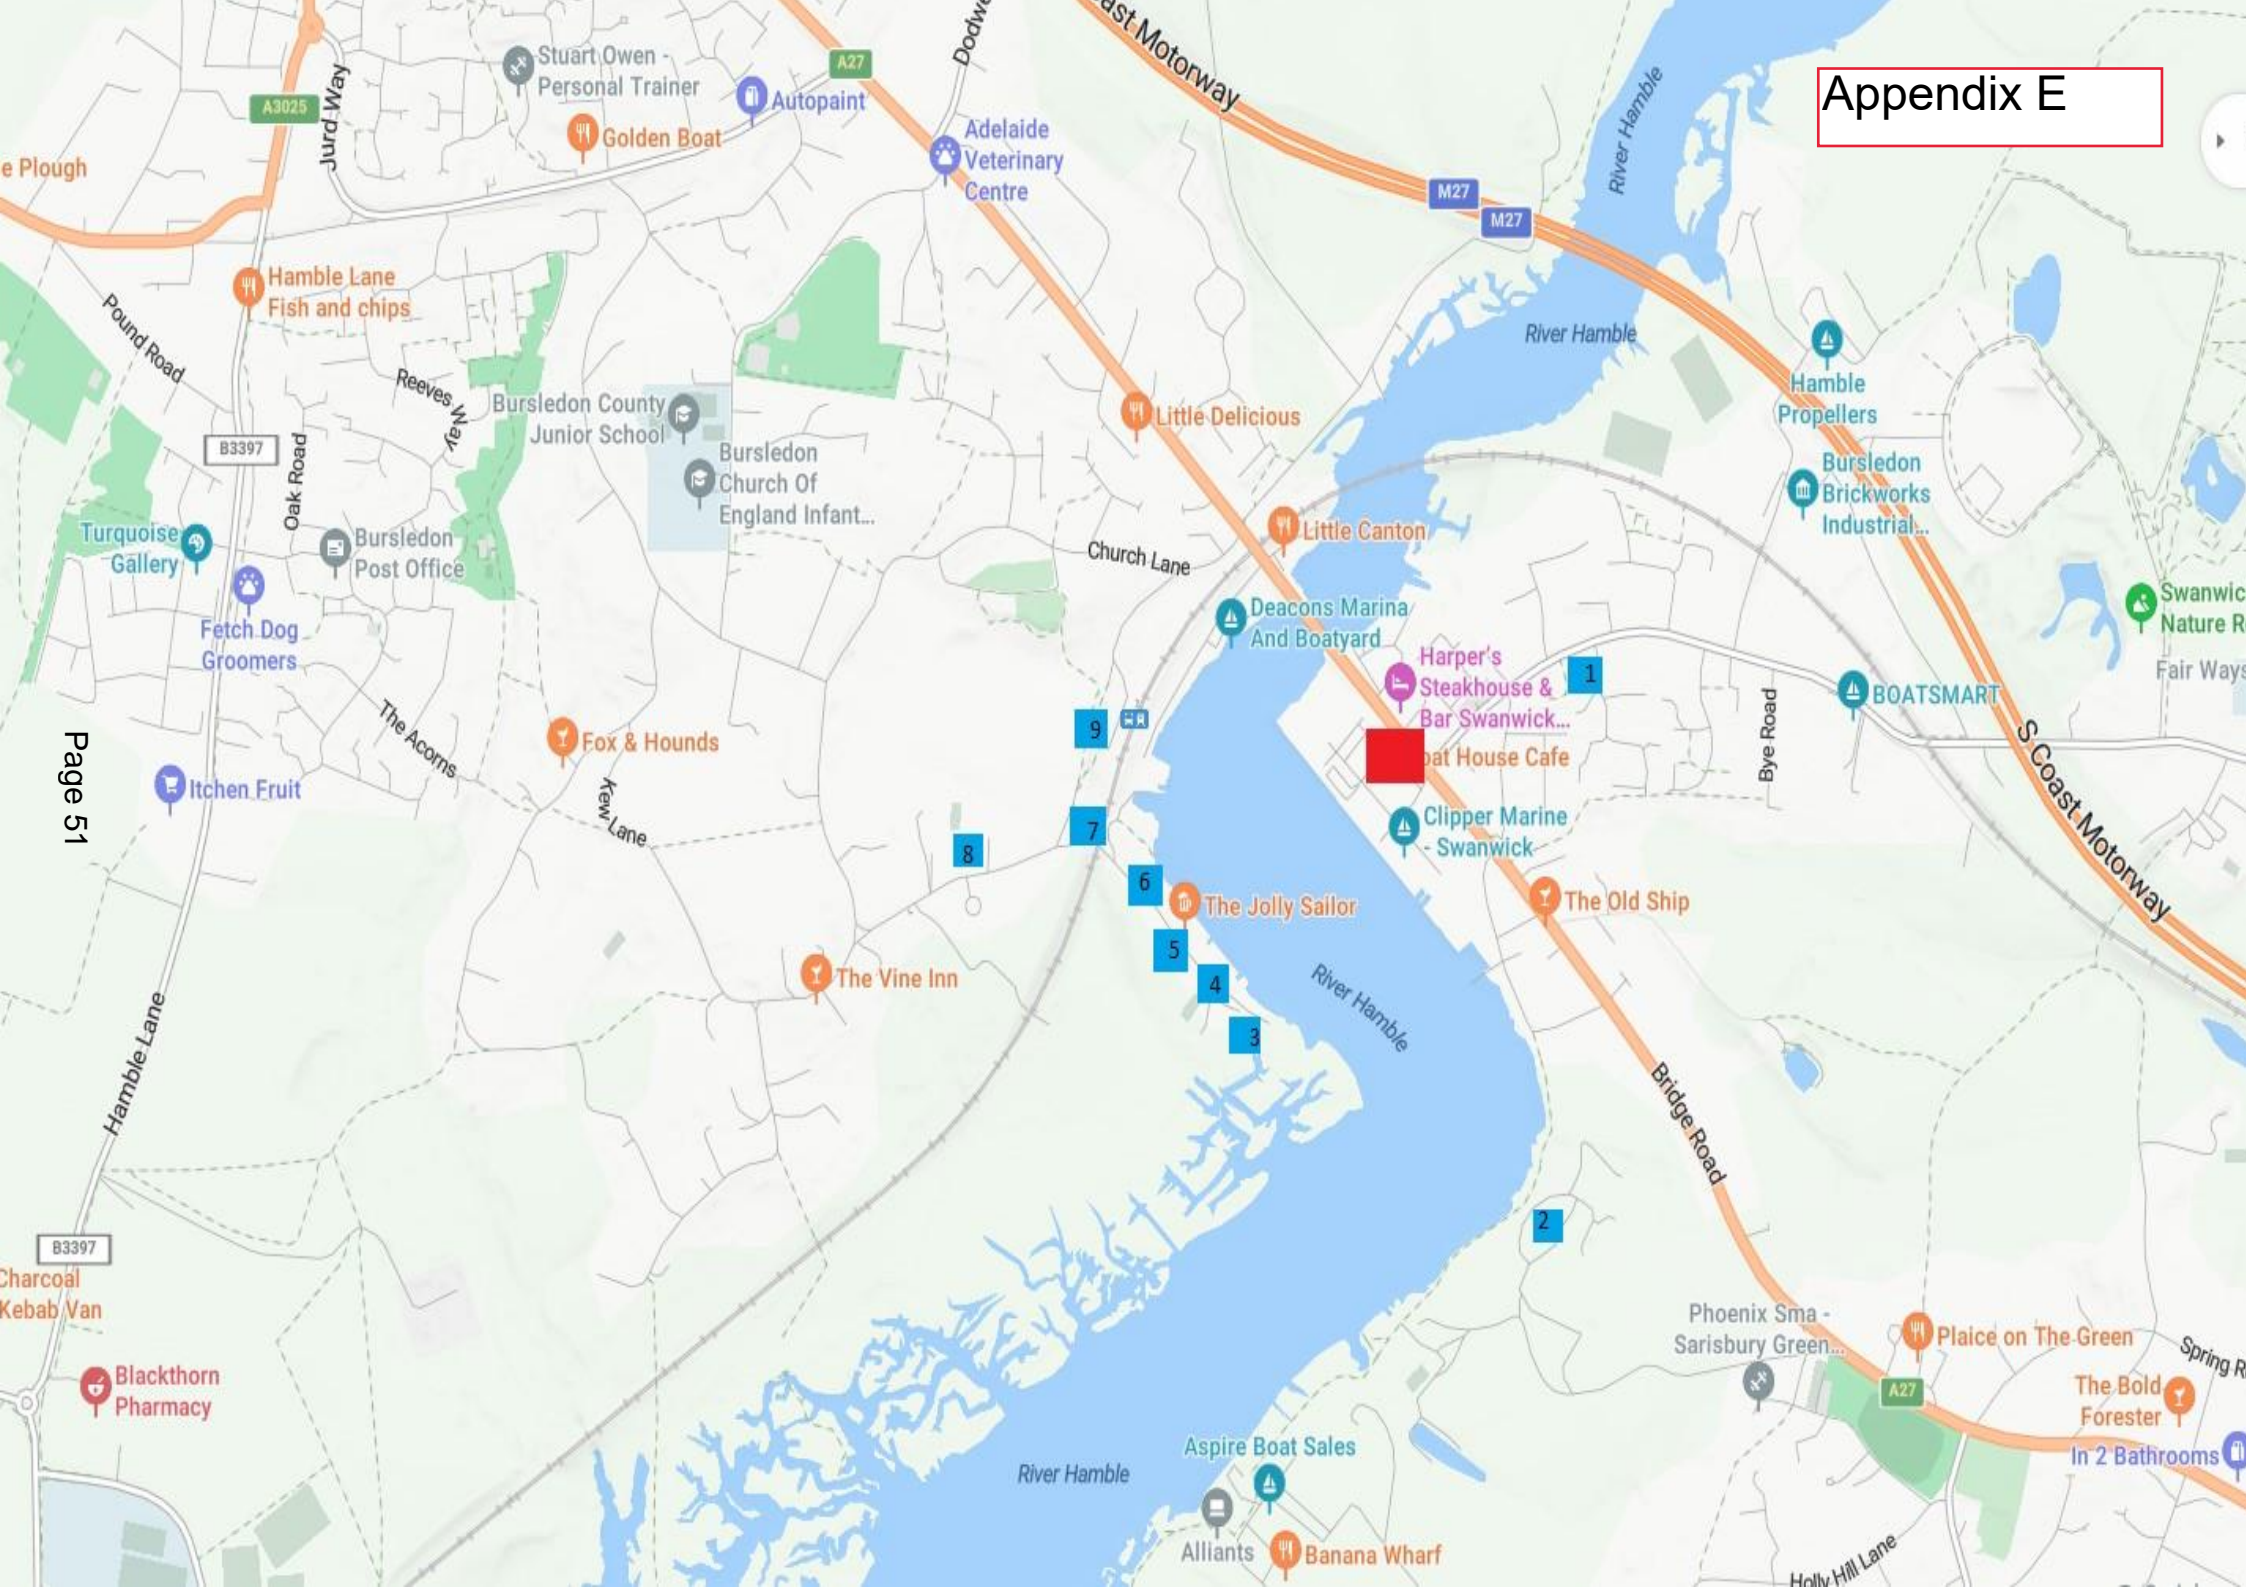 Appendix E
Page 51
Coast Motorway
Dodwe
Stuart Owen -
Personal Trainer
A27
Autopaint
A3025
Jurd Way
Golden Boat
Adelaide
Veterinary
Centre
River Hamble
e Plough
M27
M27
Hamble Lane
Fish and chips
Pound Road
River Hamble
Hamble
Propellers
Reeves Way
Bursledon County
Junior School
Little Delicious
B3397
Oak Road
Bursledon
Church Of
England Infant...
Bursledon
Brickworks
Industrial...
Turquoise
Gallery
Bursledon
Post Office
Church Lane
Little Canton
Fetch Dog
Groomers
Deacons Marina
And Boatyard
Swanwic
Nature R
Harper's
Steakhouse &
Bar Swanwick...
1
Fair Ways
BOATSMART
Bye Road
The Acorns
Fox & Hounds
9
oat House Cafe
S Coast Motorway
Itchen Fruit
Kew Lane
7
Clipper Marine
- Swanwick
8
6
The Jolly Sailor
The Old Ship
5
The Vine Inn
4
River Hamble
3
Hamble Lane
Bridge Road
2
B3397
Charcoal
Kebab Van
Phoenix Sma -
Sarisbury Green...
Plaice on The Green
Spring R
Blackthorn
Pharmacy
A27
The Bold
Forester
In 2 Bathrooms
Aspire Boat Sales
River Hamble
Alliants
Banana Wharf
Holly Hill Lane